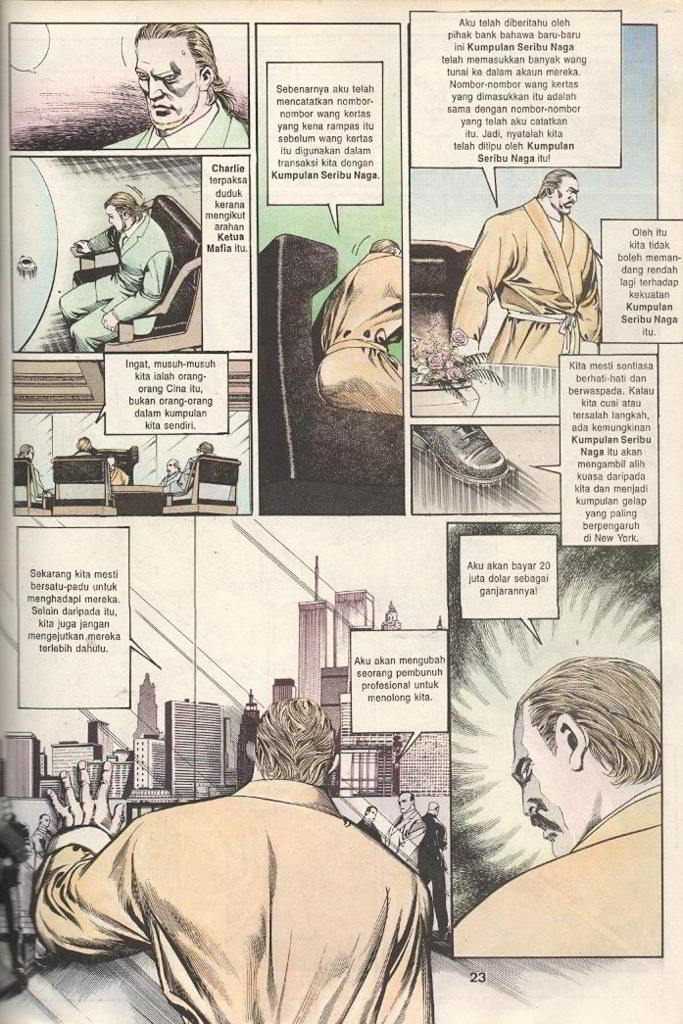 Charlie
terpaksa
duduk
kerana
mengikut
arahan
Ketua
Mafia itu.
Ingat, musuh-musuh
kita ialah orang-
orang Cina itu,
bukan orang-orang
dalam kumpulan
kita sendiri.
Sebenarnya aku telah
mencatatkan nombor-
nombor wang kertas
yang kena rampas itu
sebelum wang kertas
itu digunakan dalam
transaksi kita dengan
Kumpulan Seribu Naga.
Aku telah diberitahu oleh
pihak bank bahawa baru-baru
ini Kumpulan Seribu Naga
telah memasukkan banyak wang
tunai ke dalam akaun mereka.
Nombor-nombor wang kertas
yang dimasukkan itu adalah
sama dengan nombor-nombor
yang telah aku catatkan
itu. Jadi, nyatalah kita
telah ditipu oleh Kumpulan
Seribu Naga itu!
Oleh itu
kita tidak
boleh meman-
dang rendah
lagi terhadap
kekuatan
Kumpulan
Seribu Naga
itu.
Kita mesti sentiasa
berhati-hati dan
berwaspada. Kalau
kita cuai atau
tersalah langkah,
ada kemungkinan
Kumpulan Seribu
Naga itu akan
mengambil alih
kuasa daripada
kita dan menjadi
kumpulan gelap
yang paling
berpengaruh
di New York.
Sekarang kita mesti
bersatu-padu untuk
menghadapi mereka.
Selain daripada itu,
kita juga jangan
mengejutkan mereka
terlebih dahulu.
Aku akan mengubah
seorang pembunuh
profesional untuk
menolong kita.
Aku akan bayar 20
juta dolar sebagai
ganjarannya!
23